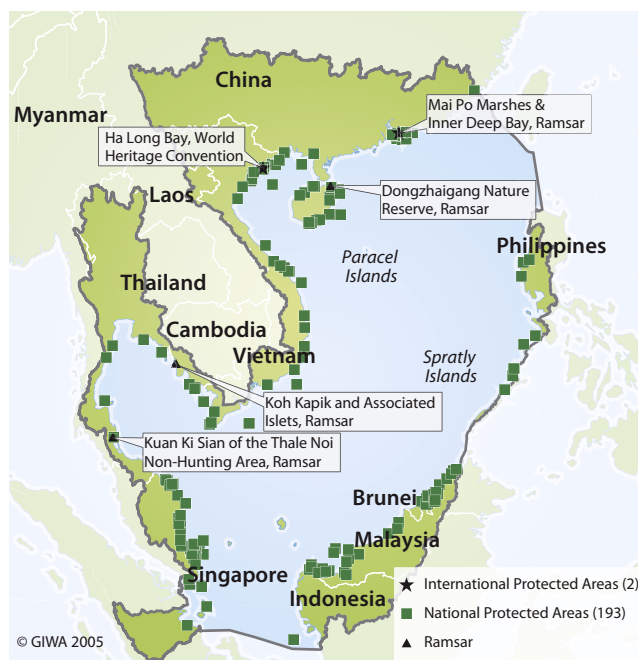 China
Myanmar
Mai Po Marshes &
Inner Deep Bay, Ramsar
Ha Long Bay, World
Heritage Convention
Laos
Dongzhaigang Nature
Reserve, Ramsar
Paracel
Islands
Philippines
Thailand
Cambodia
Vietnam
Spratly
Islands
Koh Kapik and Associated
Islets, Ramsar
Kuan Ki Sian of the Thale Noi
Non-Hunting Area, Ramsar
Brunei
Malaysia
Singapore
Indonesia
International Protected Areas (2)
National Protected Areas (193)
Ramsar
© GIWA 2005